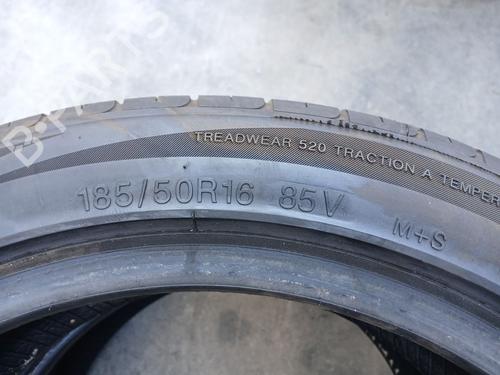 B-PARTS
TREADWEAR 520 TRACTION A TEMPER
185/50R16 85V M+S